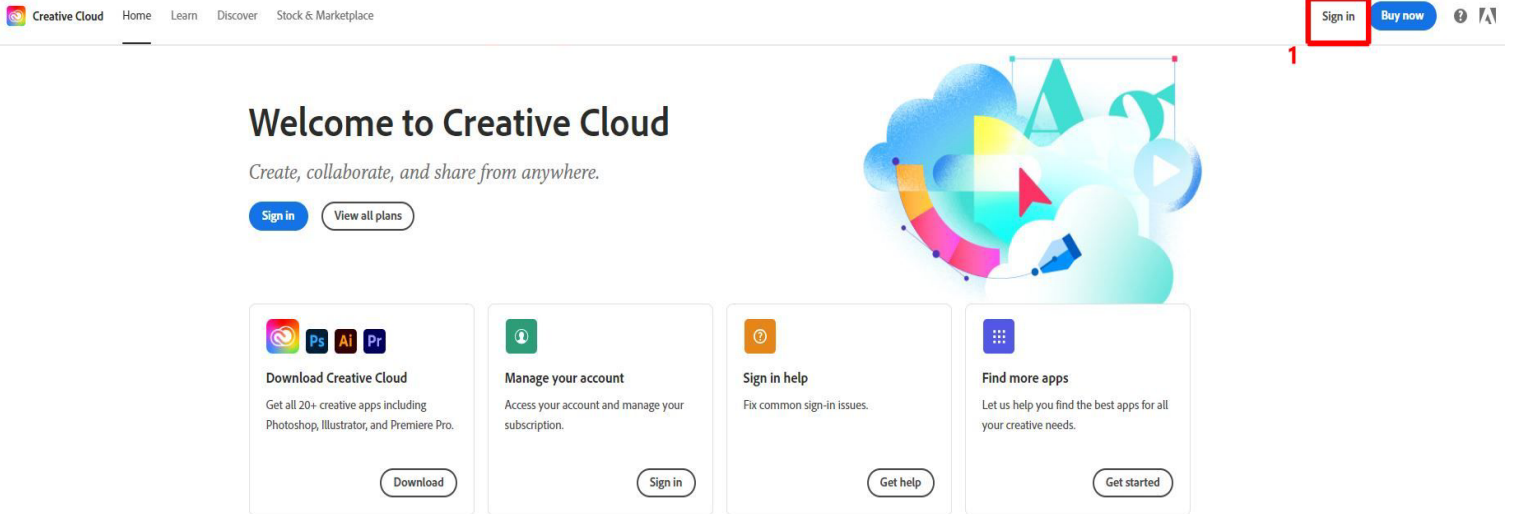 Creative Cloud Home Learn Discover Stock & Marketplace Sign in Buy now
1
Welcome to Creative Cloud
Create, collaborate, and share from anywhere.
Sign in View all plans
Ps Ai Pr
Download Creative Cloud
Get all 20+ creative apps including
Photoshop, Illustrator, and Premiere Pro.
Download
Manage your account
Access your account and manage your
subscription.
Sign in
Sign in help
Fix common sign-in issues.
Get help
Find more apps
Let us help you find the best apps for all
your creative needs.
Get started